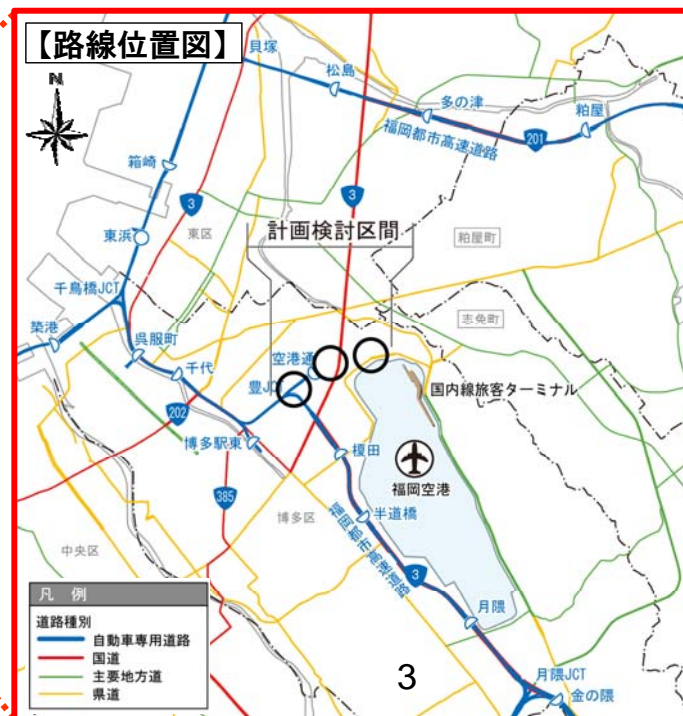 【路線位置図】
N
貝塚
松島
多の津
粕屋
福岡都市高速道路
201
箱崎
3
3
東区
東浜
計画検討区間
粕屋町
千鳥橋JCT
志免町
築港
呉服町
千代
空港通
豊JCT
国内線旅客ターミナル
202
博多駅東
榎田
福岡空港
385
博多区
半道橋
中央区
福岡都市高速道路
3
月隈
凡 例
道路種別
自動車専用道路
国道
主要地方道
県道
3
月隈JCT
金の隈